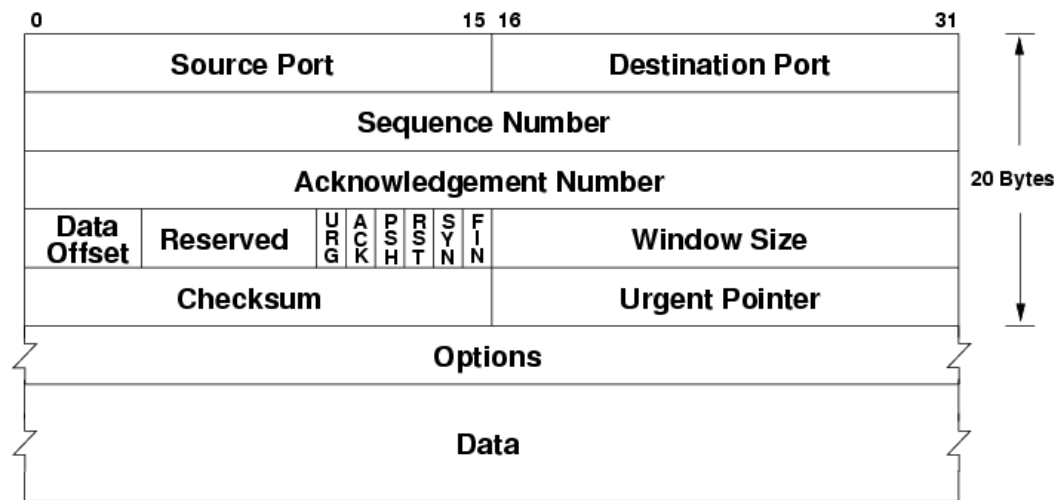 0 15 16 31
Source Port Destination Port
Sequence Number
Acknowledgement Number 20 Bytes
Data Offset Reserved URG ACK PSH RST SYN FIN Window Size
Checksum Urgent Pointer
Options
Data